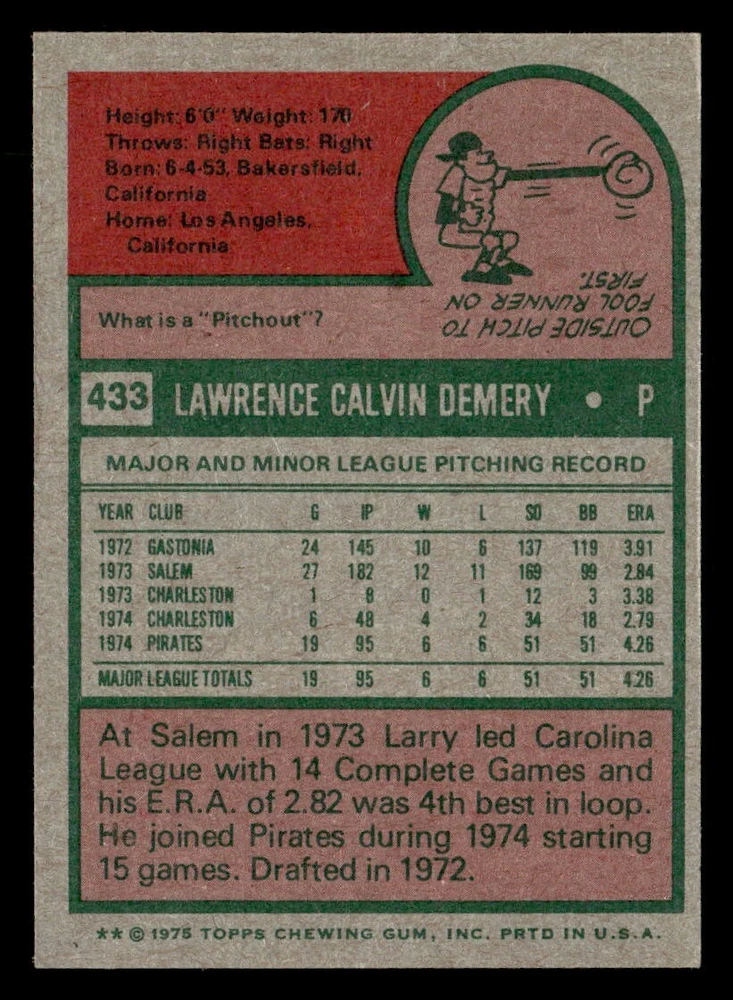 Height: 6'0" Weight: 170
Throws: Right Bats: Right
Born: 6-4-53, Bakersfield,
California
Home: Los Angeles,
California
What is a "Pitchout"?
OUTSIDE PITCH TO
FOOL RUNNER ON
FIRST.
433 LAWRENCE CALVIN DEMERY • P
MAJOR AND MINOR LEAGUE PITCHING RECORD
YEAR CLUB G IP W L SO BB ERA
1972 GASTONIA 24 145 10 6 137 119 3.91
1973 SALEM 27 182 12 11 169 99 2.84
1973 CHARLESTON 1 8 0 1 12 3 3.38
1974 CHARLESTON 6 48 4 2 34 18 2.79
1974 PIRATES 19 95 6 6 51 51 4.26
MAJOR LEAGUE TOTALS 19 95 6 6 51 51 4.26
At Salem in 1973 Larry led Carolina
League with 14 Complete Games and
his E.R.A. of 2.82 was 4th best in loop.
He joined Pirates during 1974 starting
15 games. Drafted in 1972.
** © 1975 TOPPS CHEWING GUM, INC. PRTD IN U.S.A.